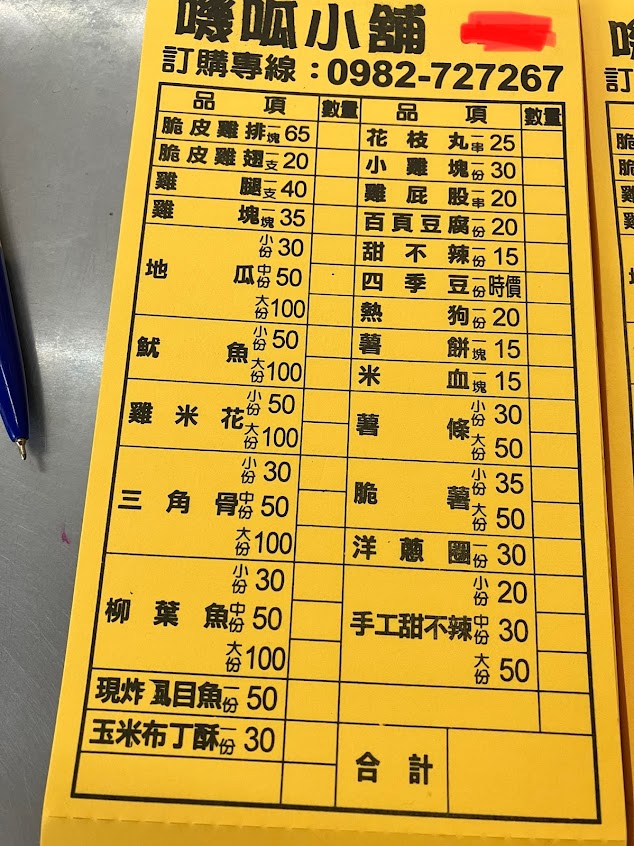 嘰呱小舖
訂購專線：0982-727267
品項 數量 品項 數量
脆皮雞排塊65 花枝丸一串25
脆皮雞翅支20 小雞塊一份30
雞腿支40 雞屁股一串20
雞塊塊35 百頁豆腐一份20
地瓜 小份30 甜不辣一份15
中份50 四季豆一份時價
大份100 熱狗一份20
魷魚 小份50 薯餅一塊15
大份100 米血一塊15
雞米花 小份50 薯條 小份30
大份100 大份50
三角骨 小份30 脆薯 小份35
中份50 大份50
大份100 洋蔥圈一份30
柳葉魚 小份30 手工甜不辣 小份20
中份50 中份30
大份100 大份50
現炸虱目魚一份50
玉米布丁酥一份30
合計